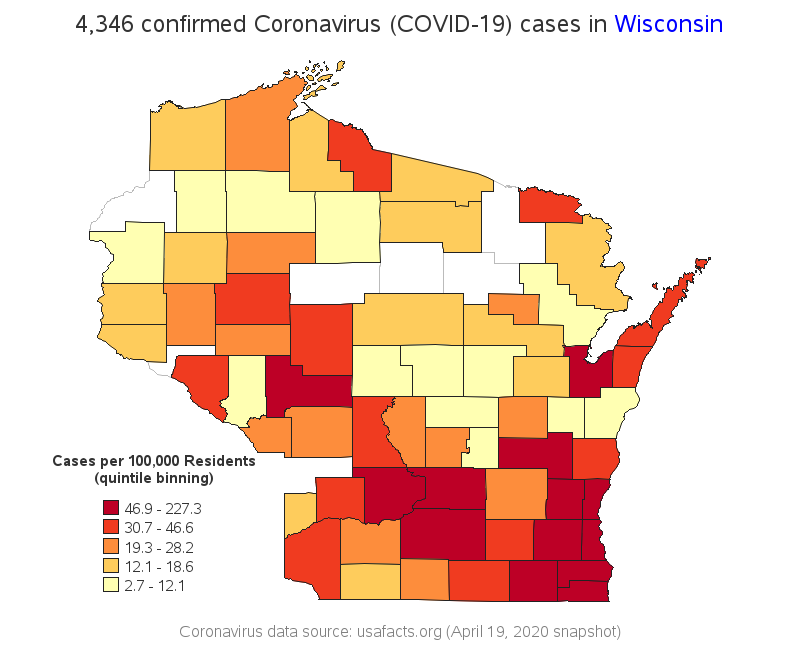 4,346 confirmed Coronavirus (COVID-19) cases in Wisconsin
Cases per 100,000 Residents
(quintile binning)
46.9 - 227.3
30.7 - 46.6
19.3 - 28.2
12.1 - 18.6
2.7 - 12.1
Coronavirus data source: usafacts.org (April 19, 2020 snapshot)